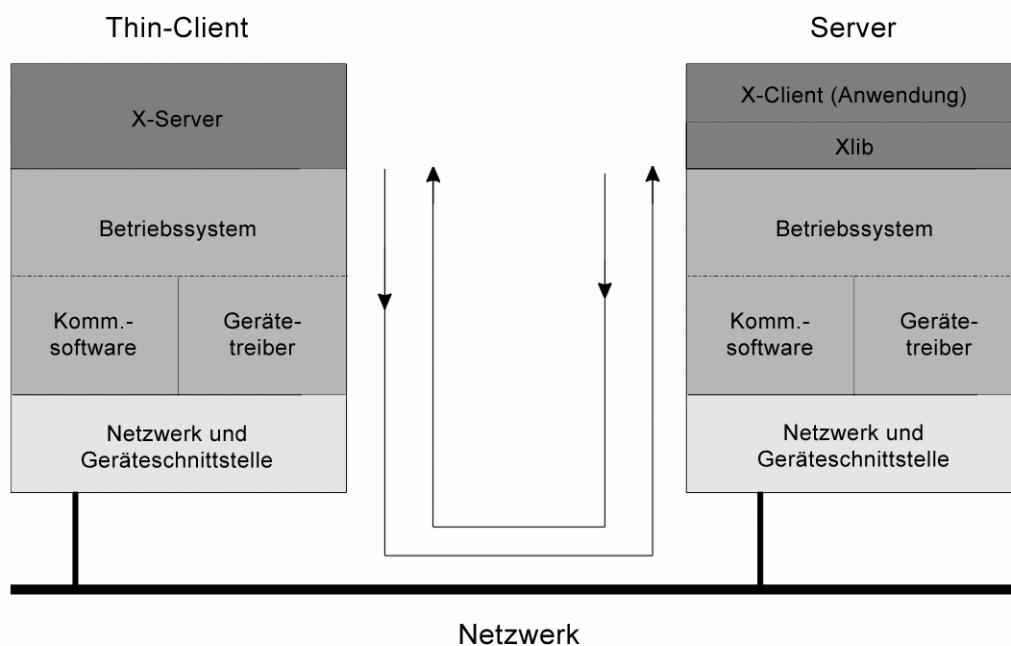 Thin-Client
Server
X-Server
X-Client (Anwendung)
Xlib
Betriebssystem
Betriebssystem
Komm.-
software
Geräte-
treiber
Komm.-
software
Geräte-
treiber
Netzwerk und
Geräteschnittstelle
Netzwerk und
Geräteschnittstelle
Netzwerk